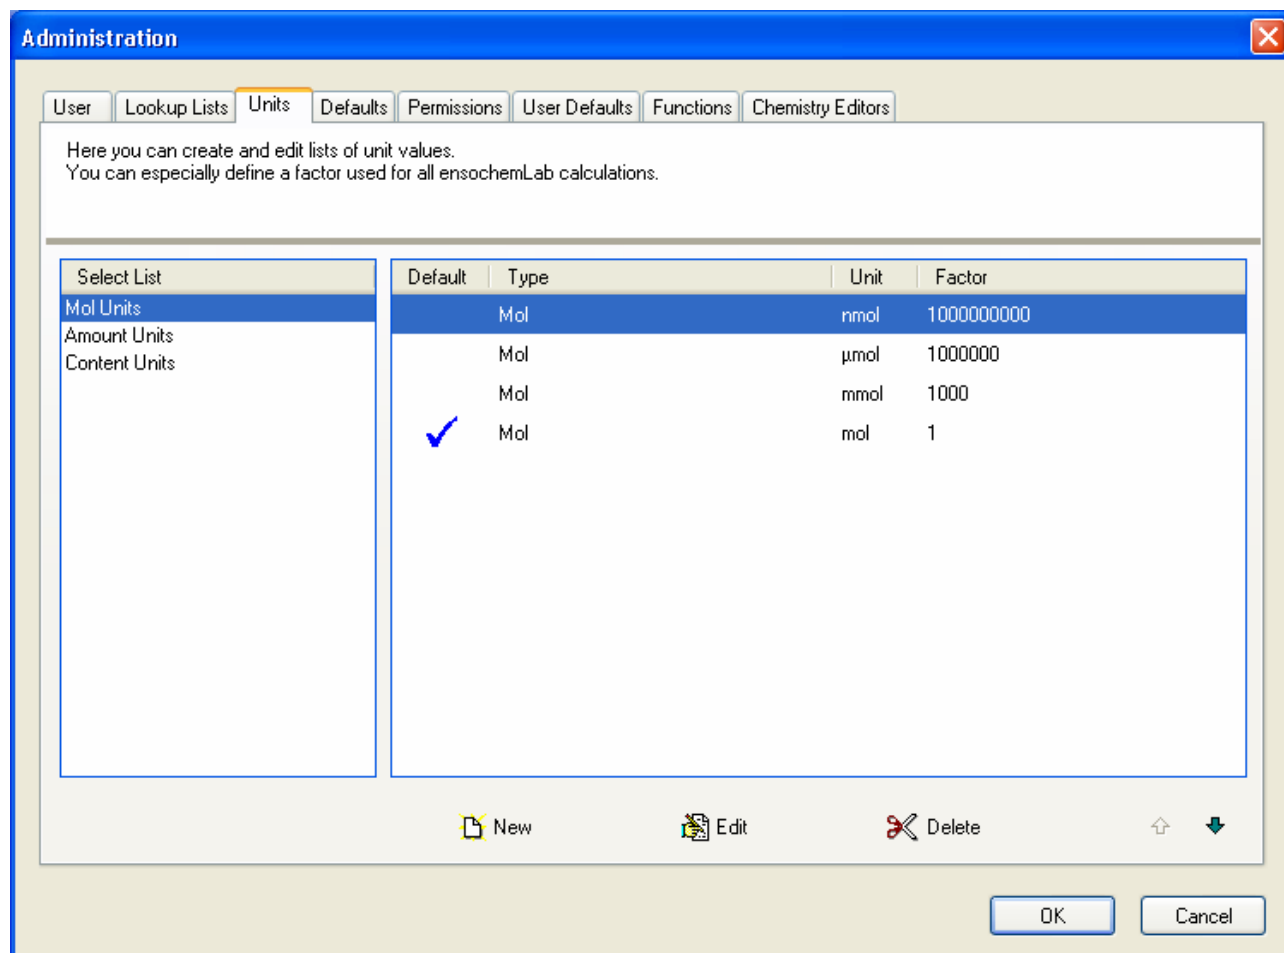 Administration
User Lookup Lists Units Defaults Permissions User Defaults Functions Chemistry Editors
Here you can create and edit lists of unit values.
You can especially define a factor used for all ensochemLab calculations.
Select List
Mol Units
Amount Units
Content Units
Default Type Unit Factor
Mol nmol 1000000000
Mol µmol 1000000
Mol mmol 1000
Mol mol 1
New Edit Delete
OK Cancel